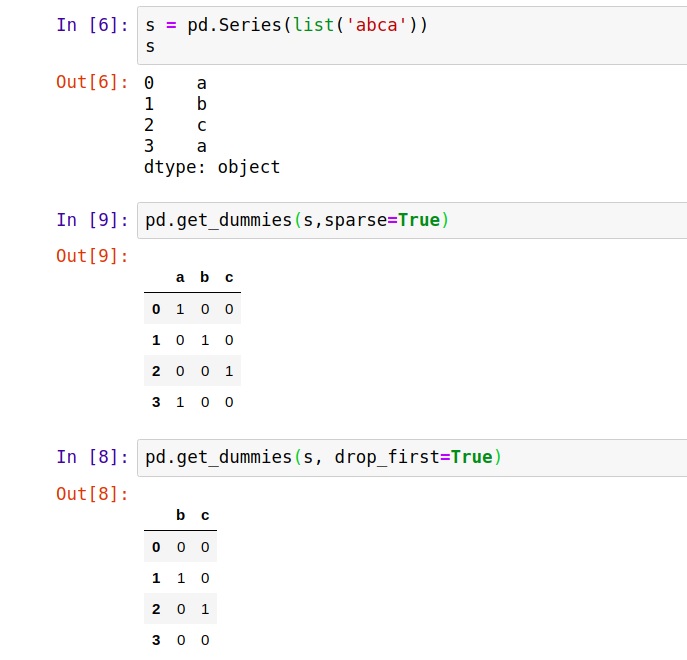 In [6]: s = pd.Series(list('abca'))
s
Out[6]: 0 a
1 b
2 c
3 a
dtype: object
In [9]: pd.get_dummies(s,sparse=True)
Out[9]:
a b c
0 1 0 0
1 0 1 0
2 0 0 1
3 1 0 0
In [8]: pd.get_dummies(s, drop_first=True)
Out[8]:
b c
0 0 0
1 1 0
2 0 1
3 0 0